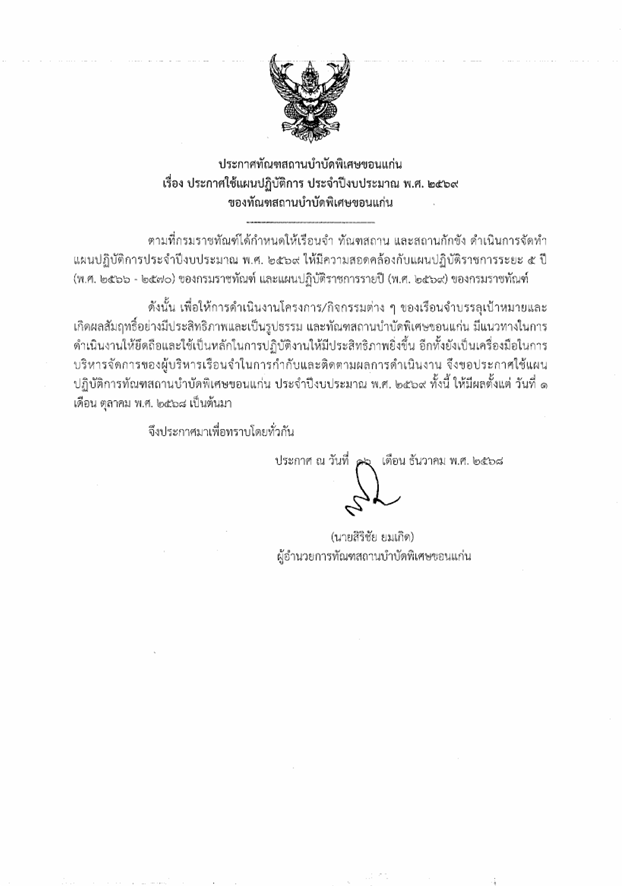 ประกาศทัณฑสถานบำบัดพิเศษขอนแก่น
เรื่อง ประกาศใช้แผนปฏิบัติการ ประจำปีงบประมาณ พ.ศ. ๒๕๖๙
ของทัณฑสถานบำบัดพิเศษขอนแก่น
ตามที่กรมราชทัณฑ์ได้กำหนดให้เรือนจำ ทัณฑสถาน และสถานกักขัง ดำเนินการจัดทำ
แผนปฏิบัติการประจำปีงบประมาณ พ.ศ. ๒๕๖๙ ให้มีความสอดคล้องกับแผนปฏิบัติราชการระยะ ๕ ปี
(พ.ศ. ๒๕๖๖ - ๒๕๗๐) ของกรมราชทัณฑ์ และแผนปฏิบัติราชการรายปี (พ.ศ. ๒๕๖๙) ของกรมราชทัณฑ์
ดังนั้น เพื่อให้การดำเนินงานโครงการ/กิจกรรมต่าง ๆ ของเรือนจำบรรลุเป้าหมายและ
เกิดผลสัมฤทธิ์อย่างมีประสิทธิภาพและเป็นรูปธรรม และทัณฑสถานบำบัดพิเศษขอนแก่น มีแนวทางในการ
ดำเนินงานให้ยึดถือและใช้เป็นหลักในการปฏิบัติงานให้มีประสิทธิภาพยิ่งขึ้น อีกทั้งยังเป็นเครื่องมือในการ
บริหารจัดการของผู้บริหารเรือนจำในการกำกับและติดตามผลการดำเนินงาน จึงขอประกาศใช้แผน
ปฏิบัติการทัณฑสถานบำบัดพิเศษขอนแก่น ประจำปีงบประมาณ พ.ศ. ๒๕๖๙ ทั้งนี้ ให้มีผลตั้งแต่ วันที่ ๑
เดือน ตุลาคม พ.ศ. ๒๕๖๘ เป็นต้นมา
จึงประกาศมาเพื่อทราบโดยทั่วกัน
ประกาศ ณ วันที่ เดือน ธันวาคม พ.ศ. ๒๕๖๘
(นายสิริชัย ยมเกิด)
ผู้อำนวยการทัณฑสถานบำบัดพิเศษขอนแก่น